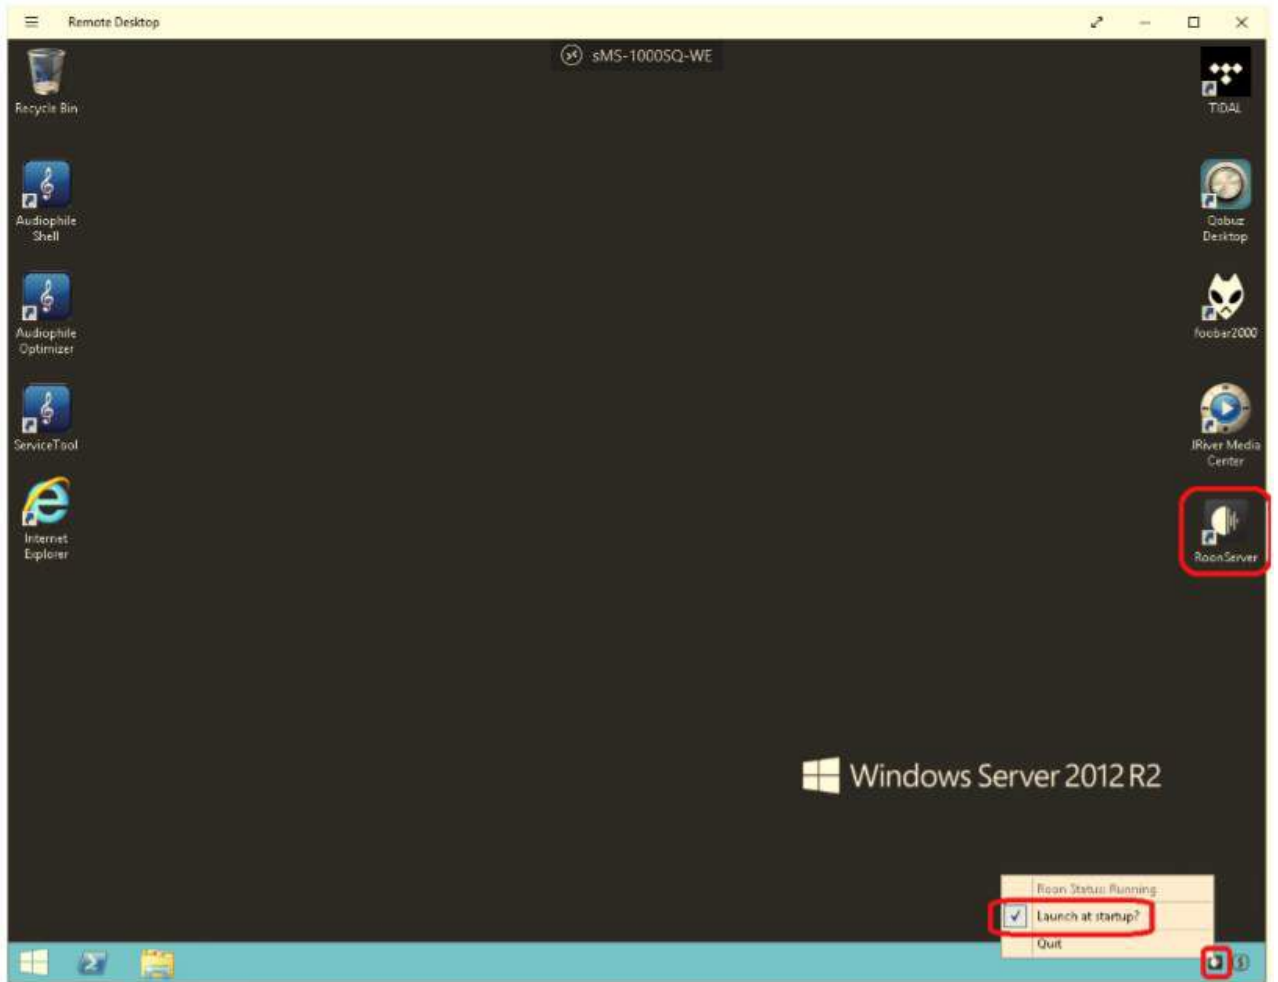 Remote Desktop
sMS-1000SQ-WE
Recycle Bin
TIDAL
Audiophile
Shell
Qobuz
Desktop
Audiophile
Optimizer
foobar2000
ServiceTool
JRiver Media
Center
Internet
Explorer
RoonServer
Windows Server 2012 R2
Roon Status: Running
Launch at startup?
Quit